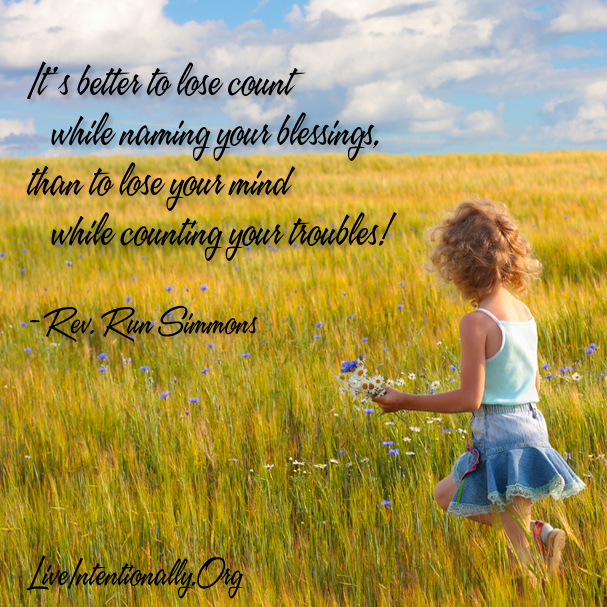 It's better to lose count
while naming your blessings,
than to lose your mind
while counting your troubles!
-Rev. Run Simmons
LiveIntentionally.Org